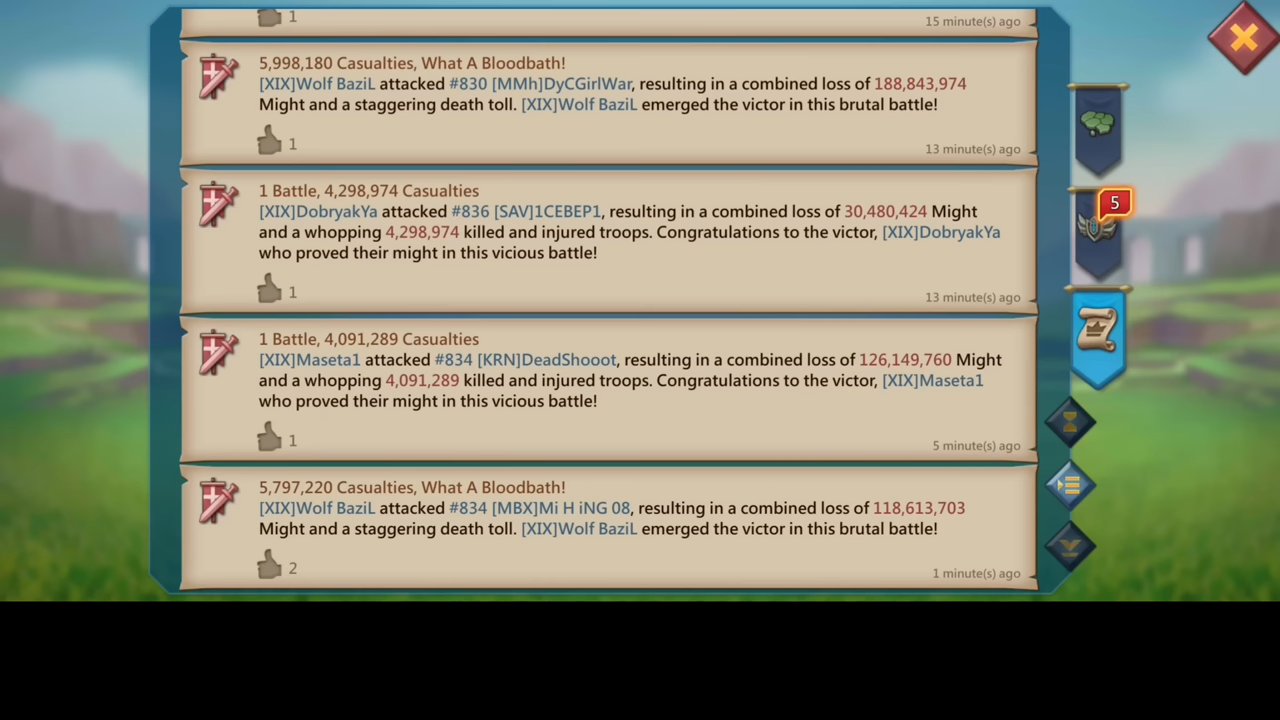 1
15 minute(s) ago
5,998,180 Casualties, What A Bloodbath!
[XIX]Wolf BaziL attacked #830 [MMh]DyCGirlWar, resulting in a combined loss of 188,843,974
Might and a staggering death toll. [XIX]Wolf BaziL emerged the victor in this brutal battle!
1
13 minute(s) ago
1 Battle, 4,298,974 Casualties
[XIX]DobryakYa attacked #836 [SAV]1CEBEP1, resulting in a combined loss of 30,480,424 Might
and a whopping 4,298,974 killed and injured troops. Congratulations to the victor, [XIX]DobryakYa
who proved their might in this vicious battle!
1
13 minute(s) ago
1 Battle, 4,091,289 Casualties
[XIX]Maseta1 attacked #834 [KRN]DeadShooot, resulting in a combined loss of 126,149,760 Might
and a whopping 4,091,289 killed and injured troops. Congratulations to the victor, [XIX]Maseta1
who proved their might in this vicious battle!
1
5 minute(s) ago
5,797,220 Casualties, What A Bloodbath!
[XIX]Wolf BaziL attacked #834 [MBX]Mi H iNG 08, resulting in a combined loss of 118,613,703
Might and a staggering death toll. [XIX]Wolf BaziL emerged the victor in this brutal battle!
2
1 minute(s) ago
5